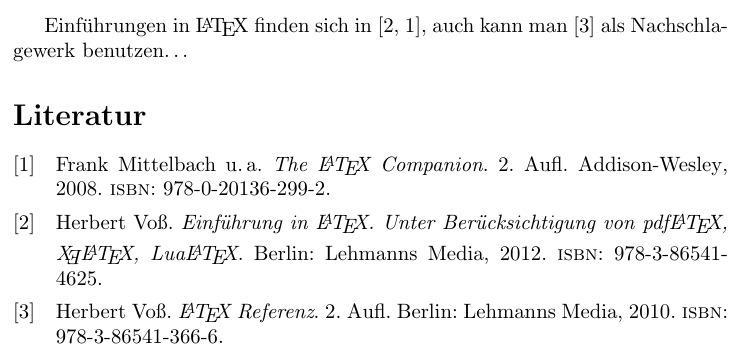 Einführungen in LATEX finden sich in [2, 1], auch kann man [3] als Nachschla-
gewerk benutzen...
Literatur
[1] Frank Mittelbach u. a. The LATEX Companion. 2. Aufl. Addison-Wesley,
2008. ISBN: 978-0-20136-299-2.
[2] Herbert Voß. Einführung in LATEX. Unter Berücksichtigung von pdfLATEX,
XƎLATEX, LuaLATEX. Berlin: Lehmanns Media, 2012. ISBN: 978-3-86541-
4625.
[3] Herbert Voß. LATEX Referenz. 2. Aufl. Berlin: Lehmanns Media, 2010. ISBN:
978-3-86541-366-6.